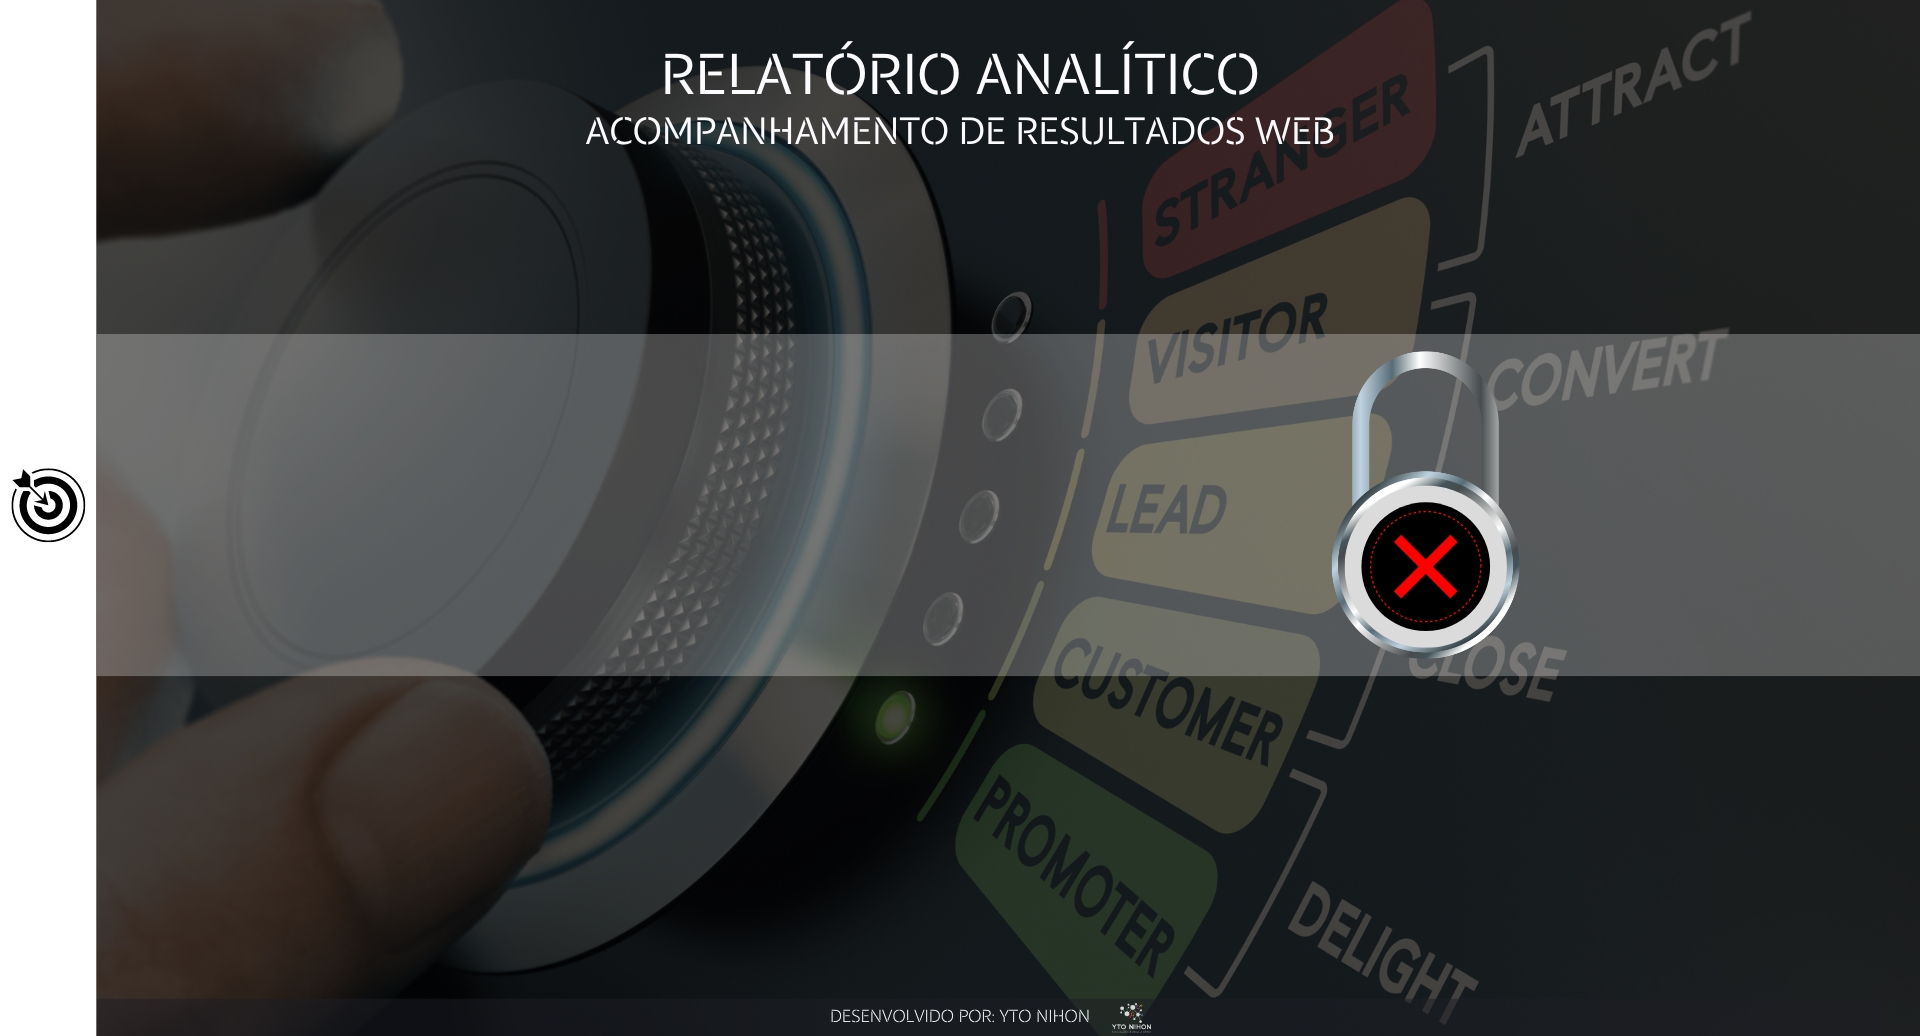 RELATÓRIO ANALÍTICO
ACOMPANHAMENTO DE RESULTADOS WEB
STRANGER
ATTRACT
VISITOR
CONVERT
LEAD
CUSTOMER
CLOSE
PROMOTER
DELIGHT
DESENVOLVIDO POR: YTO NIHON
YTO NIHON